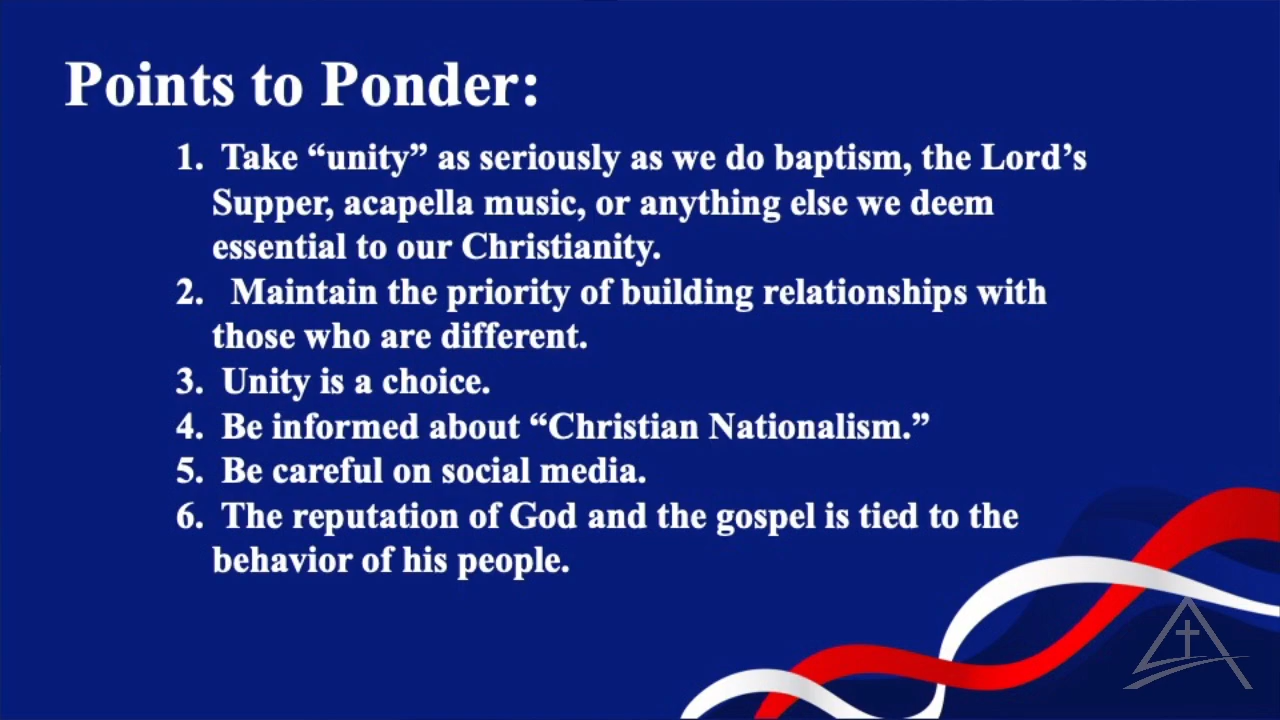 Points to Ponder:
1. Take “unity” as seriously as we do baptism, the Lord’s
Supper, acapella music, or anything else we deem
essential to our Christianity.
2. Maintain the priority of building relationships with
those who are different.
3. Unity is a choice.
4. Be informed about “Christian Nationalism.”
5. Be careful on social media.
6. The reputation of God and the gospel is tied to the
behavior of his people.